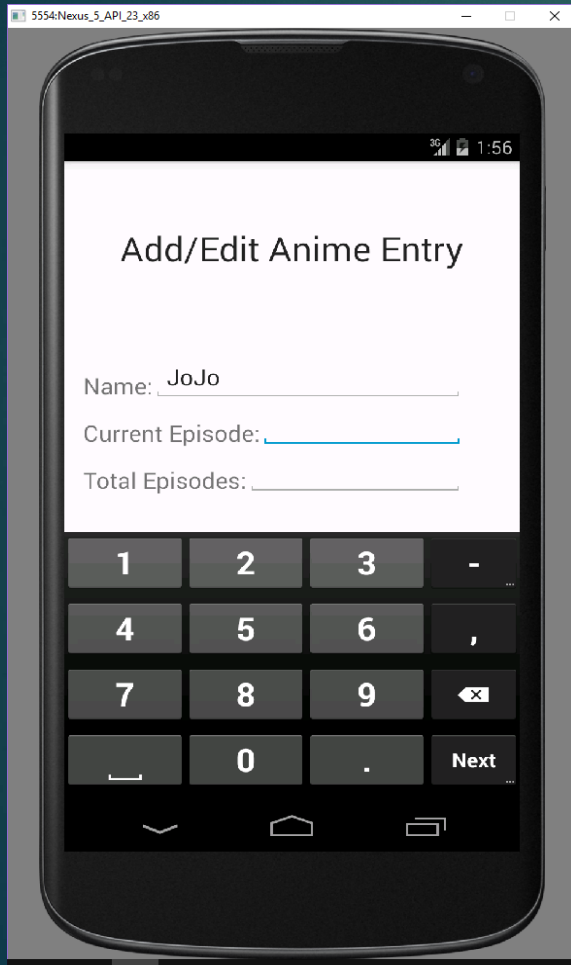 5554:Nexus_5_API_23_x86
3G 1:56
Add/Edit Anime Entry
Name: JoJo
Current Episode:
Total Episodes:
1 2 3 -
...
4 5 6 ,
7 8 9
0 . Next
...